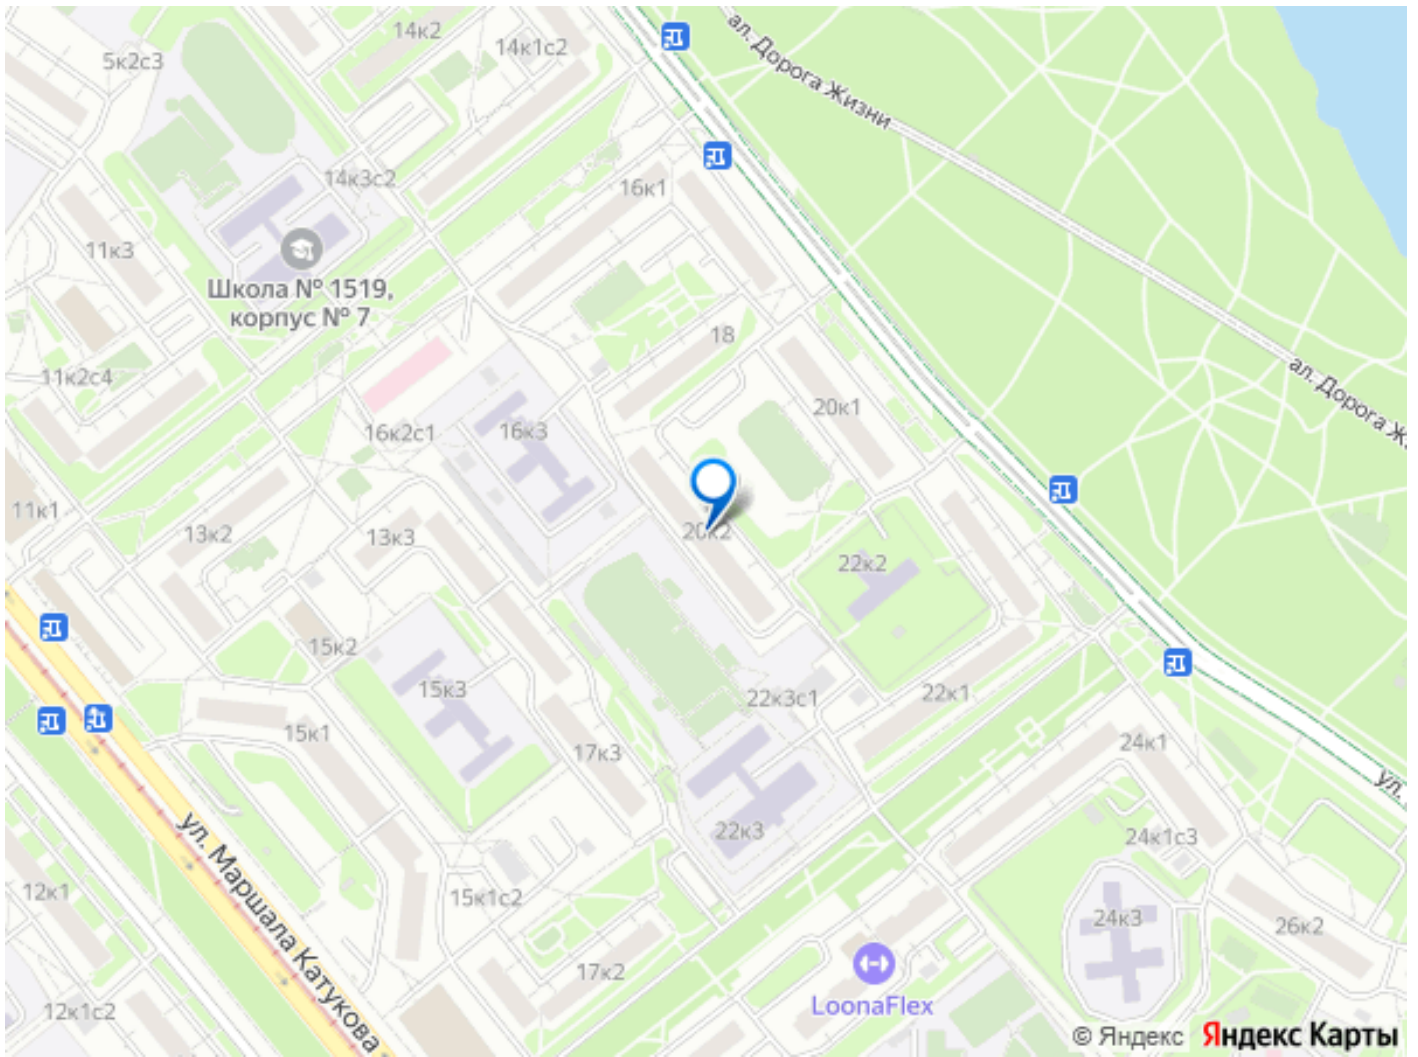 14к2
14к1с2
5к2с3
ал. Дорога Жизни
14к3с2
16к1
11к3
Школа № 1519,
корпус № 7
18
ал. Дорога Ж
11к2с4
20к1
16к2с1
16к3
11к1
13к2
13к3
20к2
22к2
15к2
15к3
22к3с1
22к1
15к1
17к3
24к1
ул.
ул. Маршала Катукова
22к3
24к1с3
12к1
15к1с2
24к3
26к2
17к2
LoonaFlex
12к1с2
© Яндекс Яндекс Карты